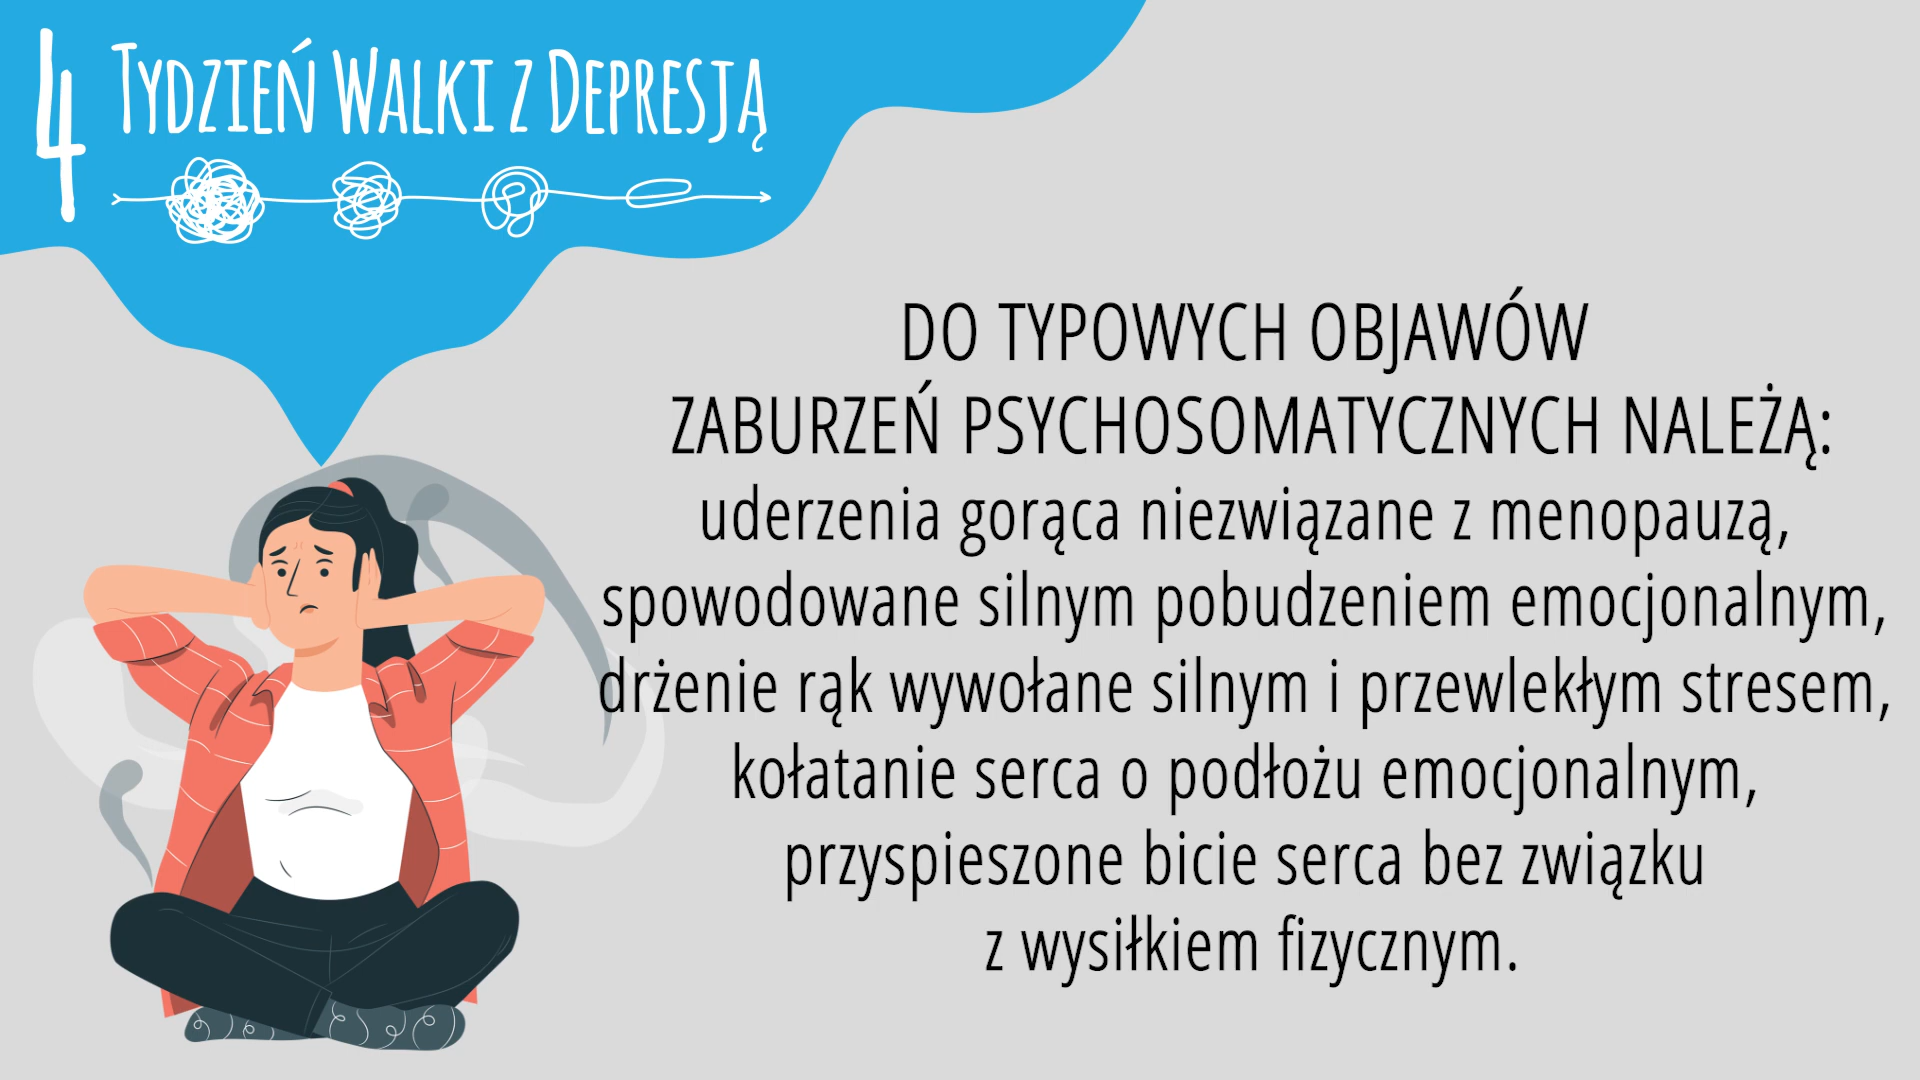 4 Tydzień Walki z Depresją
DO TYPOWYCH OBJAWÓW
ZABURZEŃ PSYCHOSOMATYCZNYCH NALEŻĄ:
uderzenia gorąca niezwiązane z menopauzą,
spowodowane silnym pobudzeniem emocjonalnym,
drżenie rąk wywołane silnym i przewlekłym stresem,
kołatanie serca o podłożu emocjonalnym,
przyspieszone bicie serca bez związku
z wysiłkiem fizycznym.